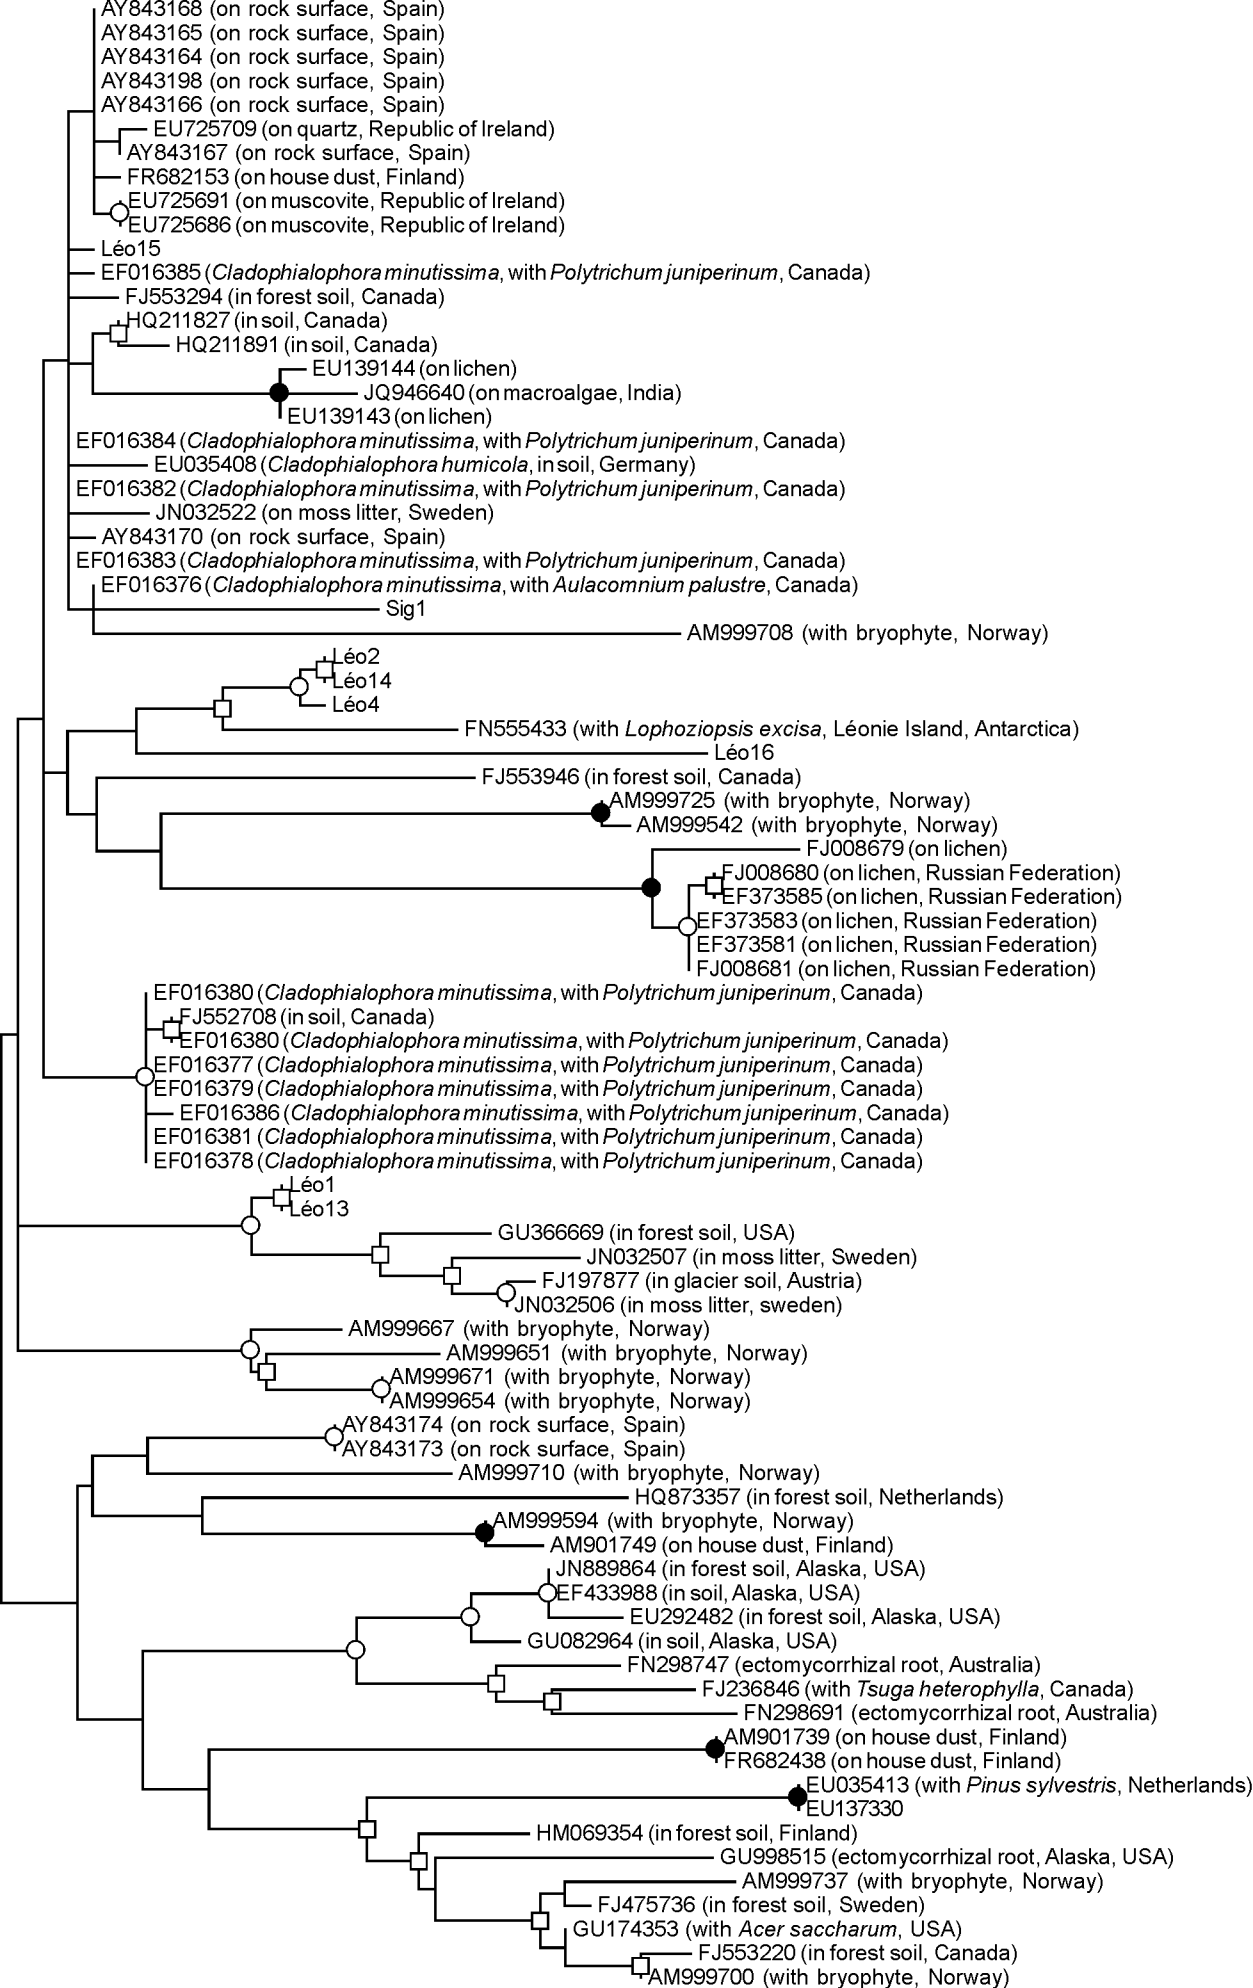 AY843168 (on rock surface, Spain)
AY843165 (on rock surface, Spain)
AY843164 (on rock surface, Spain)
AY843198 (on rock surface, Spain)
AY843166 (on rock surface, Spain)
EU725709 (on quartz, Republic of Ireland)
AY843167 (on rock surface, Spain)
FR682153 (on house dust, Finland)
EU725691 (on muscovite, Republic of Ireland)
EU725686 (on muscovite, Republic of Ireland)
Léo15
EF016385 (Cladophialophora minutissima, with Polytrichum juniperinum, Canada)
FJ553294 (in forest soil, Canada)
HQ211827 (in soil, Canada)
HQ211891 (in soil, Canada)
EU139144 (on lichen)
JQ946640 (on macroalgae, India)
EU139143 (on lichen)
EF016384 (Cladophialophora minutissima, with Polytrichum juniperinum, Canada)
EU035408 (Cladophialophora humicola, in soil, Germany)
EF016382 (Cladophialophora minutissima, with Polytrichum juniperinum, Canada)
JN032522 (on moss litter, Sweden)
AY843170 (on rock surface, Spain)
EF016383 (Cladophialophora minutissima, with Polytrichum juniperinum, Canada)
EF016376 (Cladophialophora minutissima, with Aulacomnium palustre, Canada)
Sig1
AM999708 (with bryophyte, Norway)
Léo2
Léo14
Léo4
FN555433 (with Lophoziopsis excisa, Léonie Island, Antarctica)
Léo16
FJ553946 (in forest soil, Canada)
AM999725 (with bryophyte, Norway)
AM999542 (with bryophyte, Norway)
FJ008679 (on lichen)
FJ008680 (on lichen, Russian Federation)
EF373585 (on lichen, Russian Federation)
EF373583 (on lichen, Russian Federation)
EF373581 (on lichen, Russian Federation)
FJ008681 (on lichen, Russian Federation)
EF016380 (Cladophialophora minutissima, with Polytrichum juniperinum, Canada)
FJ552708 (in soil, Canada)
EF016380 (Cladophialophora minutissima, with Polytrichum juniperinum, Canada)
EF016377 (Cladophialophora minutissima, with Polytrichum juniperinum, Canada)
EF016379 (Cladophialophora minutissima, with Polytrichum juniperinum, Canada)
EF016386 (Cladophialophora minutissima, with Polytrichum juniperinum, Canada)
EF016381 (Cladophialophora minutissima, with Polytrichum juniperinum, Canada)
EF016378 (Cladophialophora minutissima, with Polytrichum juniperinum, Canada)
Léo1
Léo13
GU366669 (in forest soil, USA)
JN032507 (in moss litter, Sweden)
FJ197877 (in glacier soil, Austria)
JN032506 (in moss litter, sweden)
AM999667 (with bryophyte, Norway)
AM999651 (with bryophyte, Norway)
AM999671 (with bryophyte, Norway)
AM999654 (with bryophyte, Norway)
AY843174 (on rock surface, Spain)
AY843173 (on rock surface, Spain)
AM999710 (with bryophyte, Norway)
HQ873357 (in forest soil, Netherlands)
AM999594 (with bryophyte, Norway)
AM901749 (on house dust, Finland)
JN889864 (in forest soil, Alaska, USA)
EF433988 (in soil, Alaska, USA)
EU292482 (in forest soil, Alaska, USA)
GU082964 (in soil, Alaska, USA)
FN298747 (ectomycorrhizal root, Australia)
FJ236846 (with Tsuga heterophylla, Canada)
FN298691 (ectomycorrhizal root, Australia)
AM901739 (on house dust, Finland)
FR682438 (on house dust, Finland)
EU035413 (with Pinus sylvestris, Netherlands)
EU137330
HM069354 (in forest soil, Finland)
GU998515 (ectomycorrhizal root, Alaska, USA)
AM999737 (with bryophyte, Norway)
FJ475736 (in forest soil, Sweden)
GU174353 (with Acer saccharum, USA)
FJ553220 (in forest soil, Canada)
AM999700 (with bryophyte, Norway)